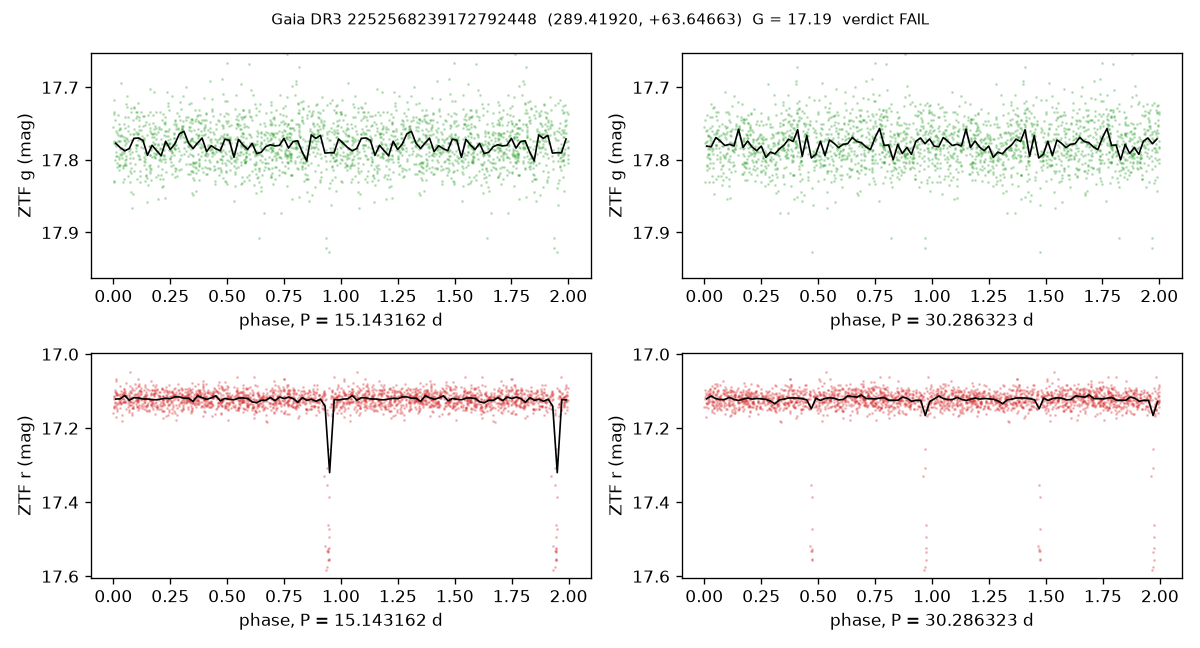 Gaia DR3 2252568239172792448  (289.41920, +63.64663)  G = 17.19  verdict FAIL
ZTF g (mag)
17.7
17.8
17.9
0.00 0.25 0.50 0.75 1.00 1.25 1.50 1.75 2.00
phase, P = 15.143162 d
ZTF g (mag)
17.7
17.8
17.9
0.00 0.25 0.50 0.75 1.00 1.25 1.50 1.75 2.00
phase, P = 30.286323 d
ZTF r (mag)
17.0
17.2
17.4
17.6
0.00 0.25 0.50 0.75 1.00 1.25 1.50 1.75 2.00
phase, P = 15.143162 d
ZTF r (mag)
17.0
17.2
17.4
17.6
0.00 0.25 0.50 0.75 1.00 1.25 1.50 1.75 2.00
phase, P = 30.286323 d